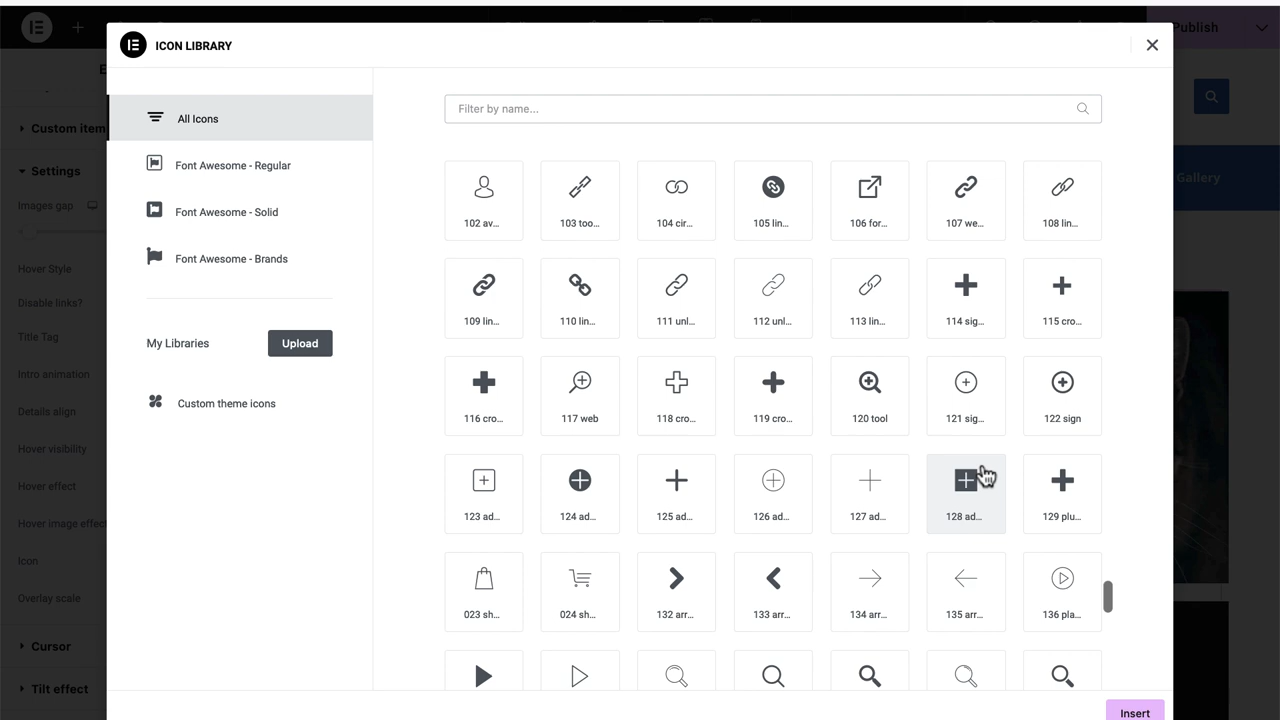 Publish
ICON LIBRARY
Filter by name...
All Icons
Font Awesome - Regular
Font Awesome - Solid
Font Awesome - Brands
My Libraries
Upload
Custom theme icons
102 av...
103 too...
104 cir...
105 lin...
106 for...
107 we...
108 lin...
109 lin...
110 lin...
111 unl...
112 unl...
113 lin...
114 sig...
115 cro...
116 cro...
117 web
118 cro...
119 cro...
120 tool
121 sig...
122 sign
123 ad...
124 ad...
125 ad...
126 ad...
127 ad...
128 ad...
129 plu...
023 sh...
024 sh...
132 arr...
133 arr...
134 arr...
135 arr...
136 pla...
Insert
Custom item
Settings
Images gap
Hover Style
Disable links?
Title Tag
Intro animation
Details align
Hover visibility
Hover effect
Hover image effect
Icon
Overlay scale
Cursor
Tilt effect
Gallery